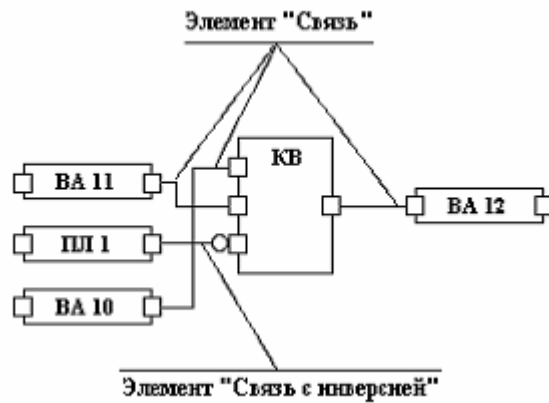 Элемент "Связь"
КВ
ВА 11
ВА 12
ПЛ 1
ВА 10
Элемент "Связь с инверсией"